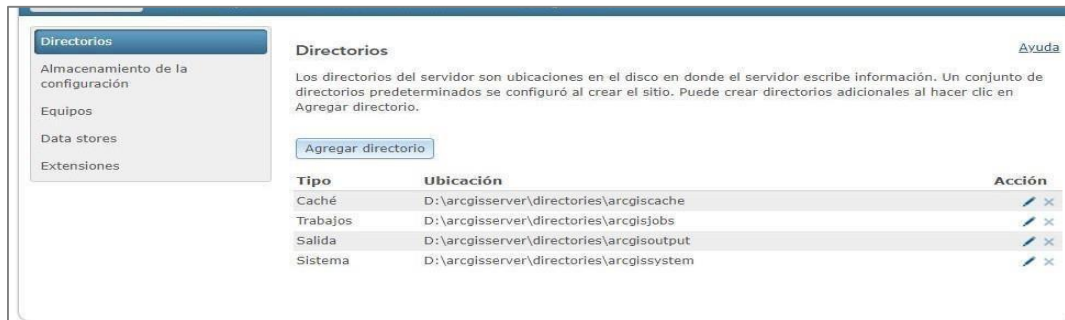 Directorios
Almacenamiento de la
configuración
Equipos
Data stores
Extensiones
Directorios
Ayuda
Los directorios del servidor son ubicaciones en el disco en donde el servidor escribe información. Un conjunto de
directorios predeterminados se configuró al crear el sitio. Puede crear directorios adicionales al hacer clic en
Agregar directorio.
Agregar directorio
Tipo Ubicación Acción
Caché D:\arcgisserver\directories\arcgiscache
Trabajos D:\arcgisserver\directories\arcgisjobs
Salida D:\arcgisserver\directories\arcgisoutput
Sistema D:\arcgisserver\directories\arcgissystem